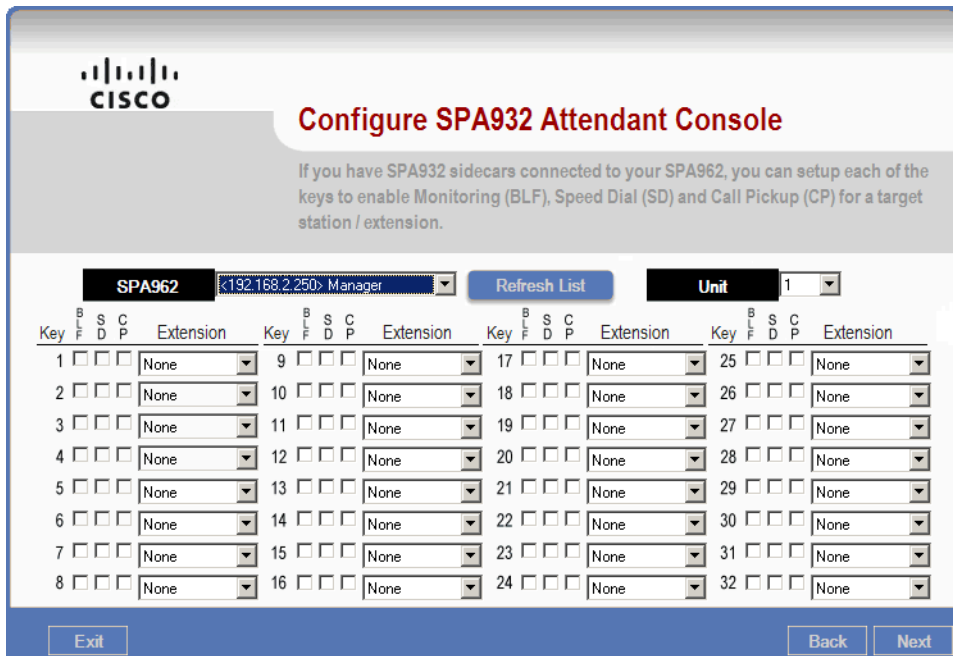 CISCO
Configure SPA932 Attendant Console
If you have SPA932 sidecars connected to your SPA962, you can setup each of the
keys to enable Monitoring (BLF), Speed Dial (SD) and Call Pickup (CP) for a target
station / extension.
SPA962 <192.168.2.250> Manager Refresh List Unit 1
Key BLF SD CP Extension Key BLF SD CP Extension Key BLF SD CP Extension Key BLF SD CP Extension
1 None 9 None 17 None 25 None
2 None 10 None 18 None 26 None
3 None 11 None 19 None 27 None
4 None 12 None 20 None 28 None
5 None 13 None 21 None 29 None
6 None 14 None 22 None 30 None
7 None 15 None 23 None 31 None
8 None 16 None 24 None 32 None
Exit Back Next